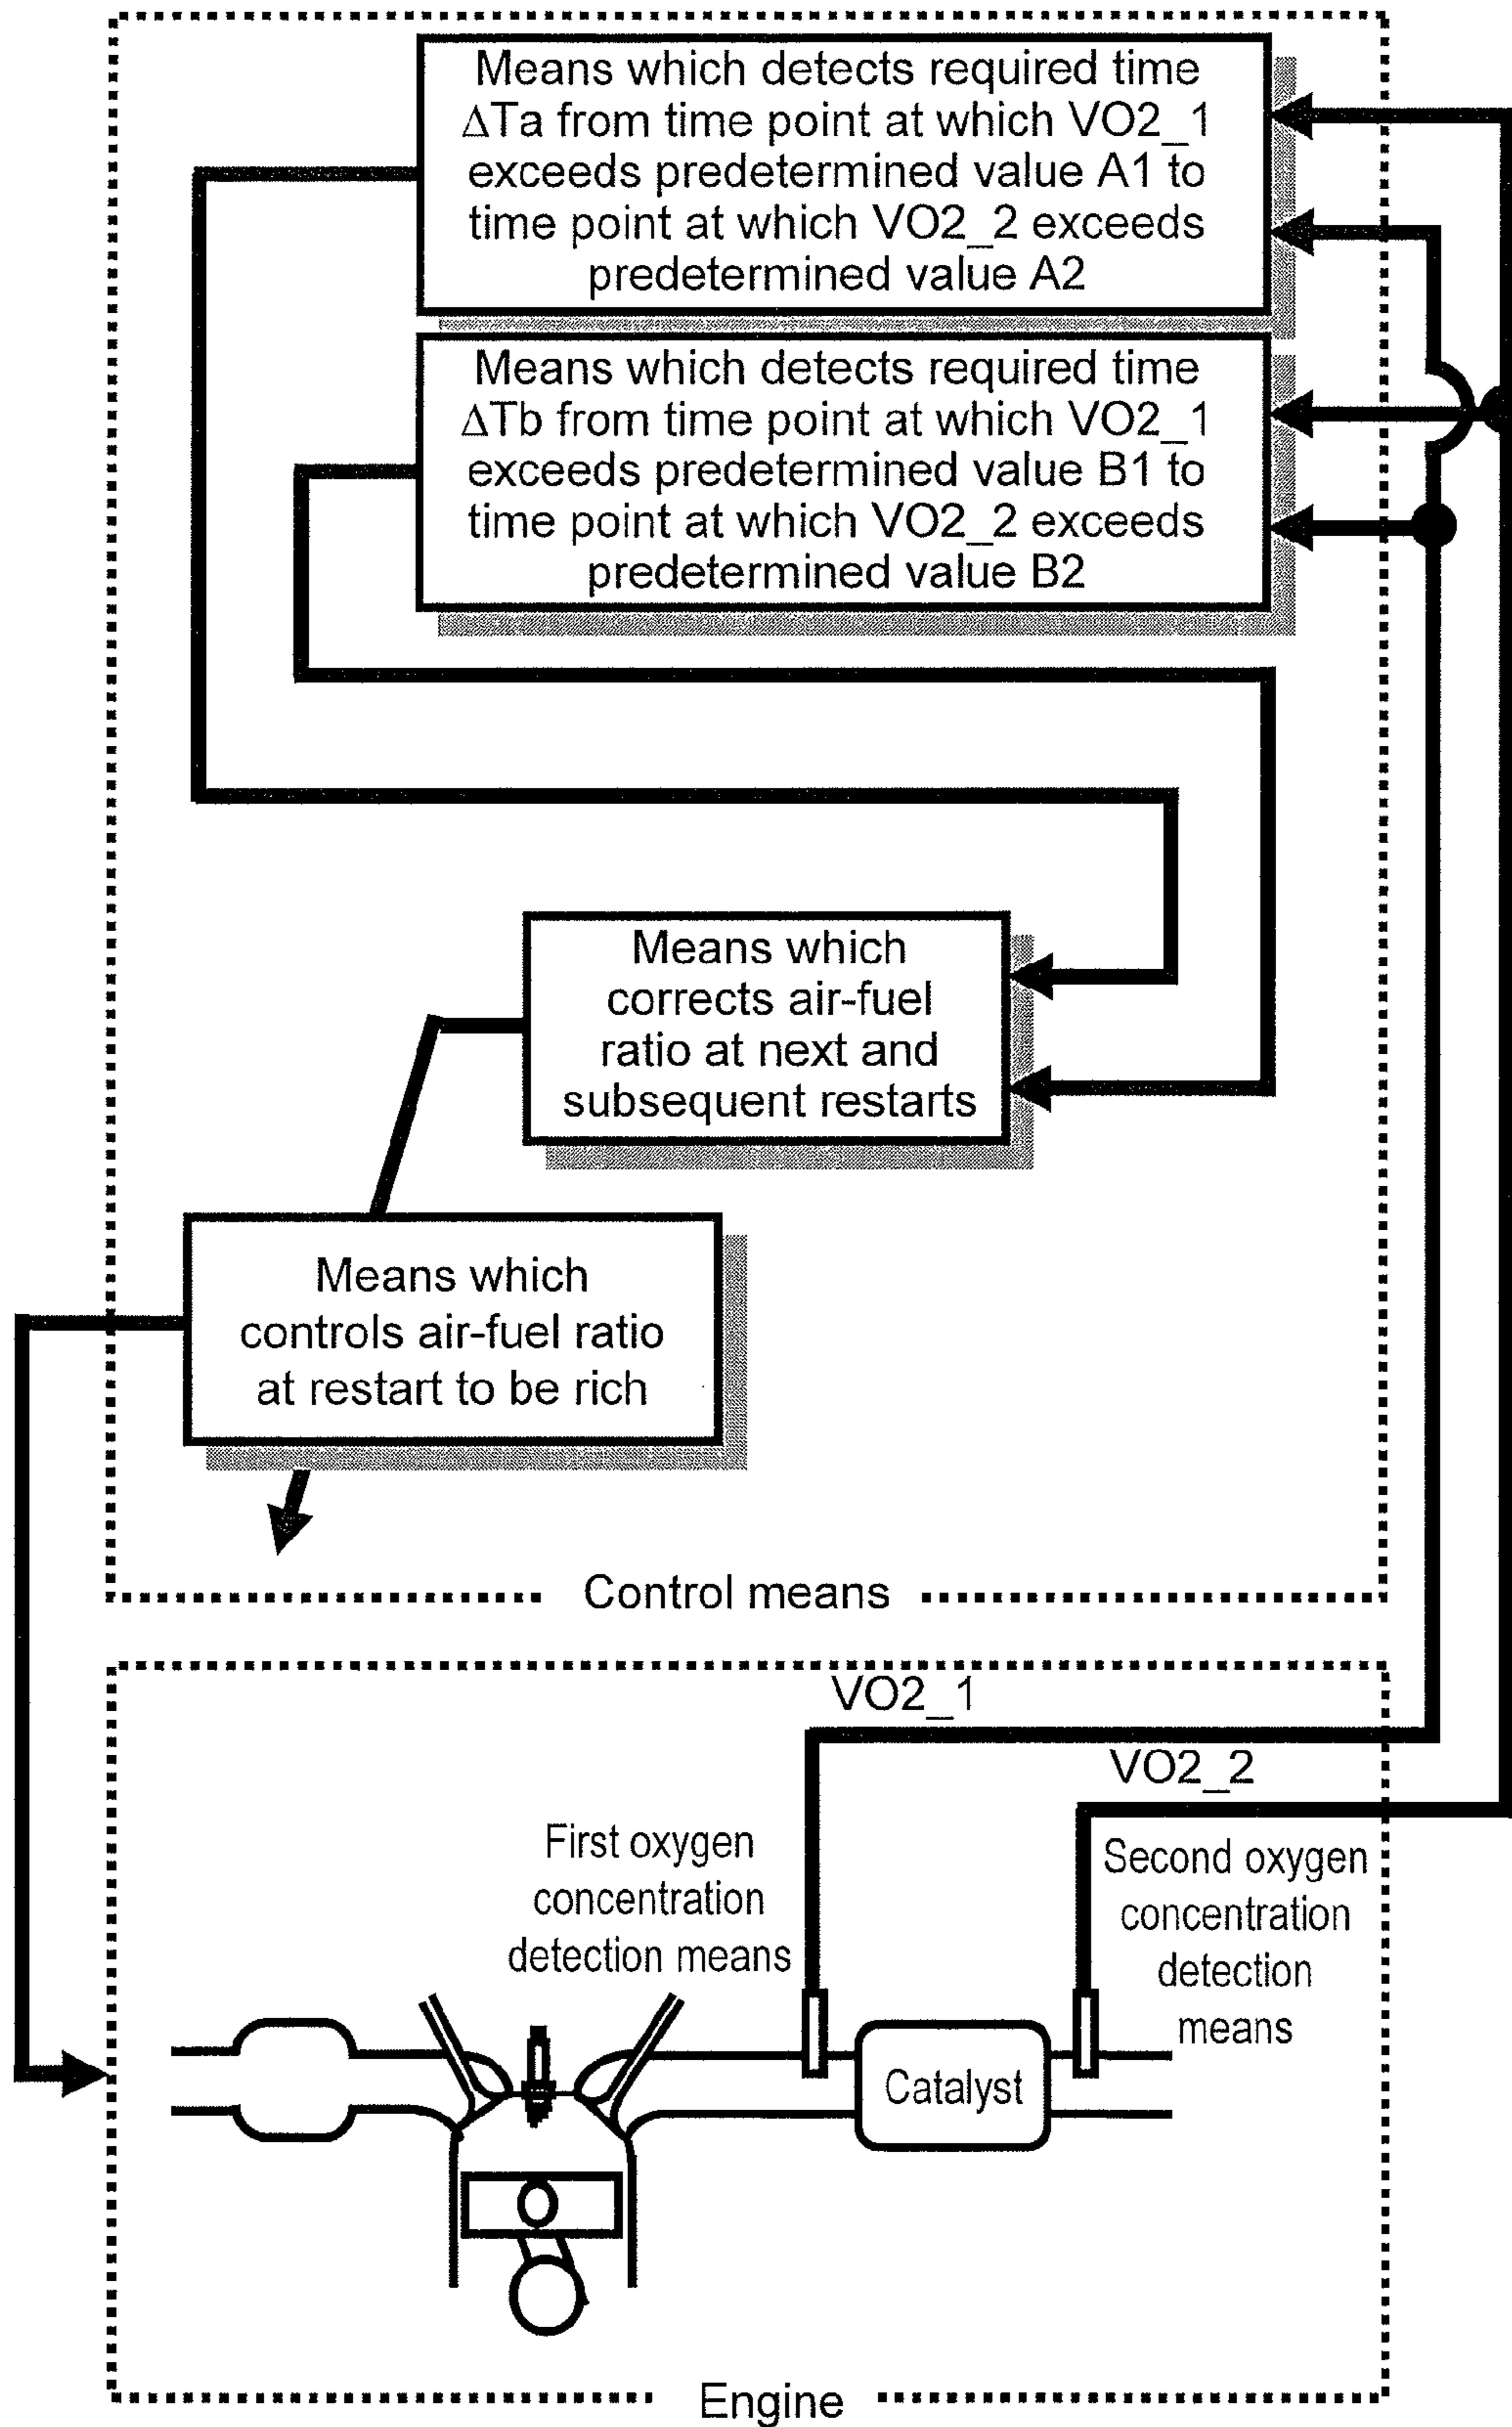 Means which detects required time
ΔTa from time point at which VO2_1
exceeds predetermined value A1 to
time point at which VO2_2 exceeds
predetermined value A2
Means which detects required time
ΔTb from time point at which VO2_1
exceeds predetermined value B1 to
time point at which VO2_2 exceeds
predetermined value B2
Means which
corrects air-fuel
ratio at next and
subsequent restarts
Means which
controls air-fuel ratio
at restart to be rich
Control means
VO2_1
VO2_2
First oxygen
concentration
detection means
Second oxygen
concentration
detection
means
Catalyst
Engine